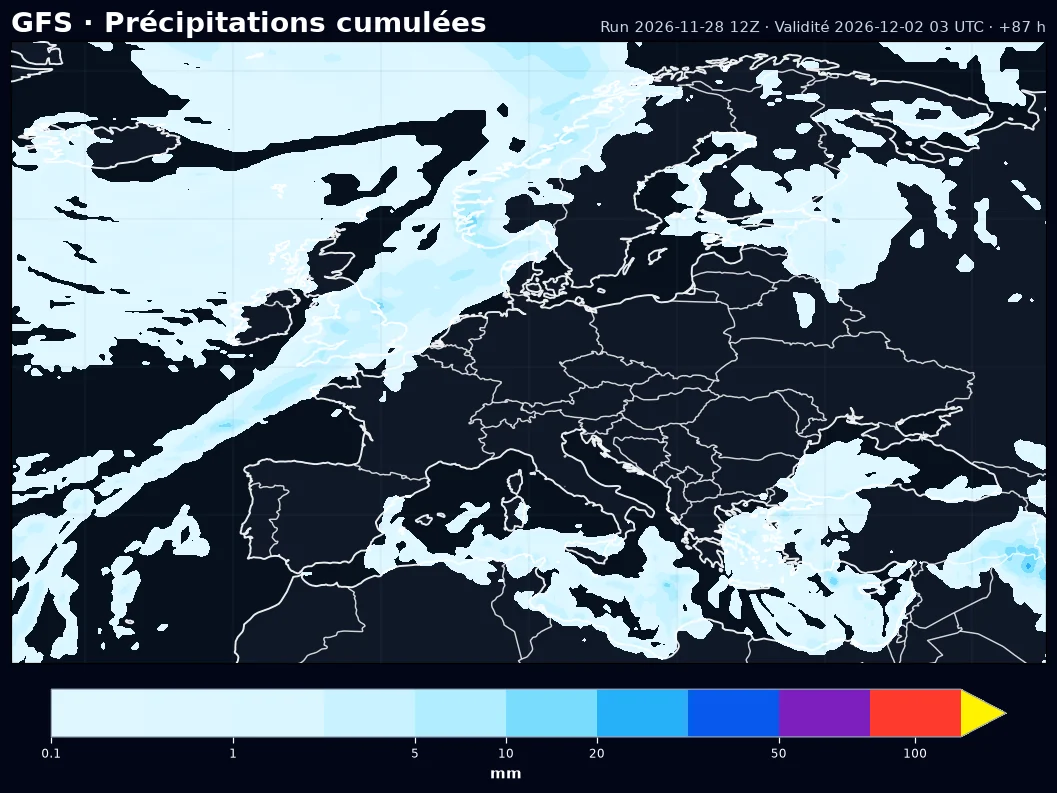 GFS · Précipitations cumulées
Run 2026-11-28 12Z · Validité 2026-12-02 03 UTC · +87 h
0.1 1 5 10 20 50 100
mm